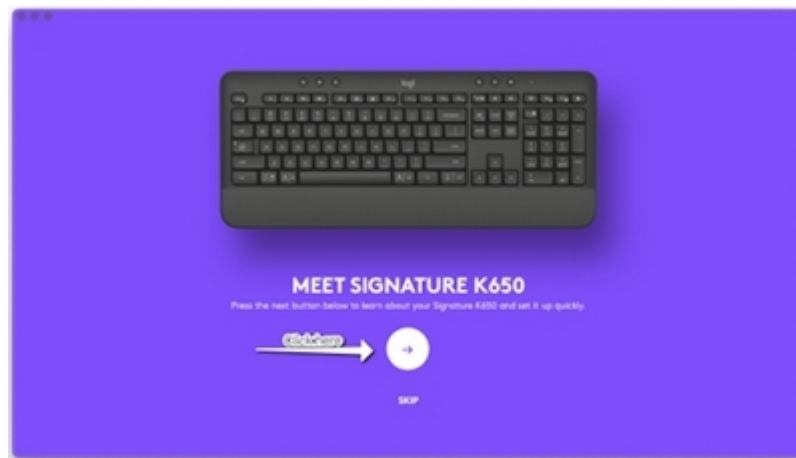 logi
MEET SIGNATURE K650
Press the next button below to learn about your Signature K650 and set it up quickly.
Click here
SKIP